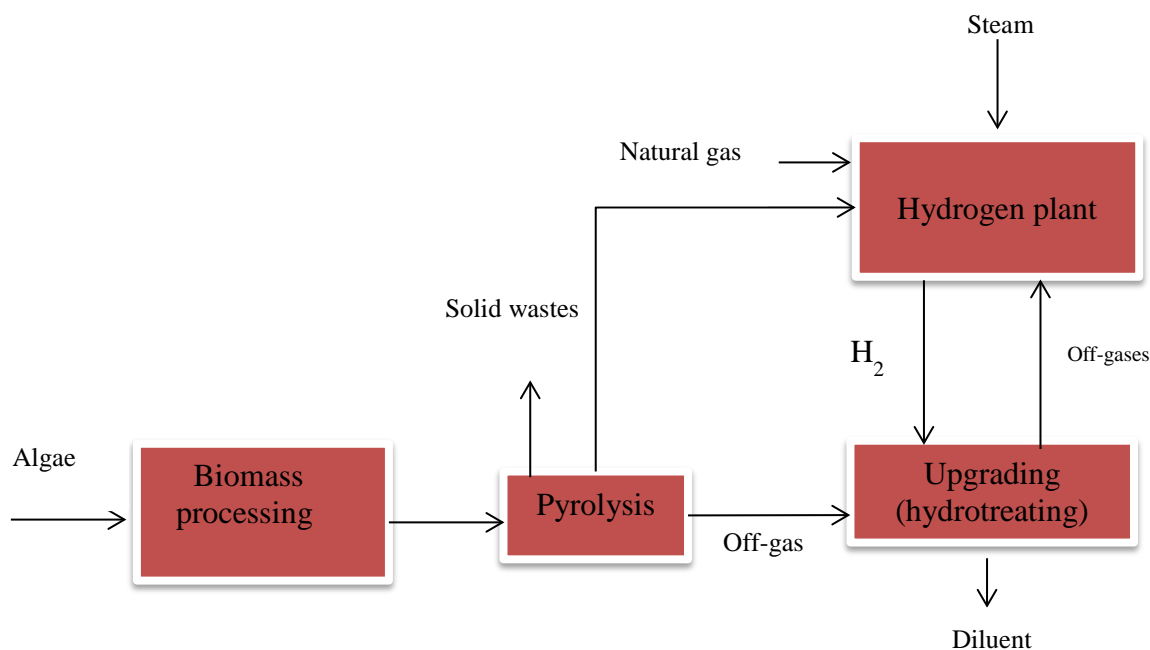 Steam
Natural gas
Hydrogen plant
Solid wastes
H₂
Off-gases
Algae
Biomass
processing
Pyrolysis
Upgrading
(hydrotreating)
Off-gas
Diluent